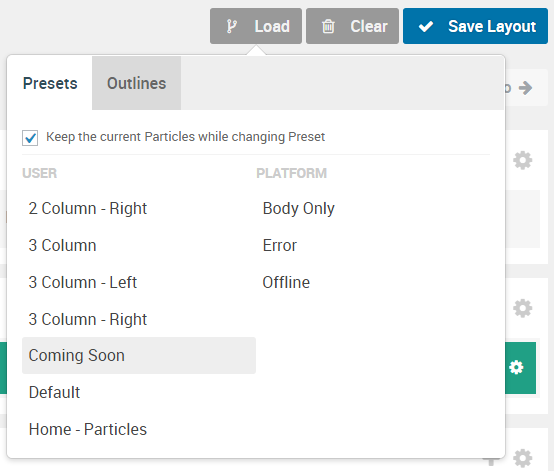 Load
Clear
Save Layout
Presets
Outlines
Keep the current Particles while changing Preset
USER
PLATFORM
2 Column - Right
Body Only
3 Column
Error
3 Column - Left
Offline
3 Column - Right
Coming Soon
Default
Home - Particles